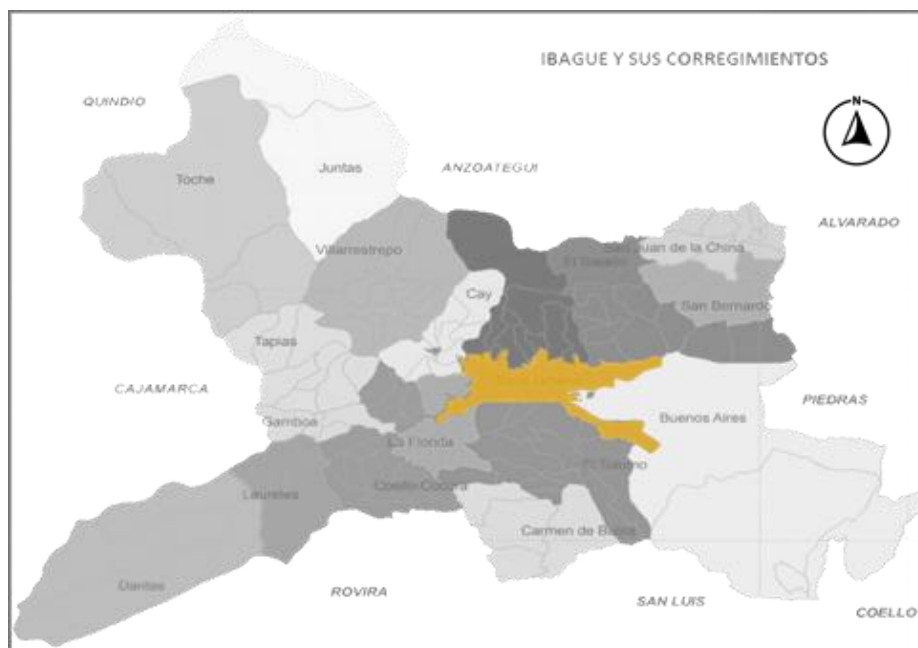 IBAGUE Y SUS CORREGIMIENTOS
N
QUINDIO
ANZOATEGUI
Juntas
Toche
ALVARADO
Villarrestrepo
Juan de la China
El Salado
Cay
San Bernardo
Tapias
CAJAMARCA
PIEDRAS
Buenos Aires
Gamboa
La Florida
El Totumo
Laureles
Coello-Cocora
Carmen de Bulira
Dantas
ROVIRA
SAN LUIS
COELLO